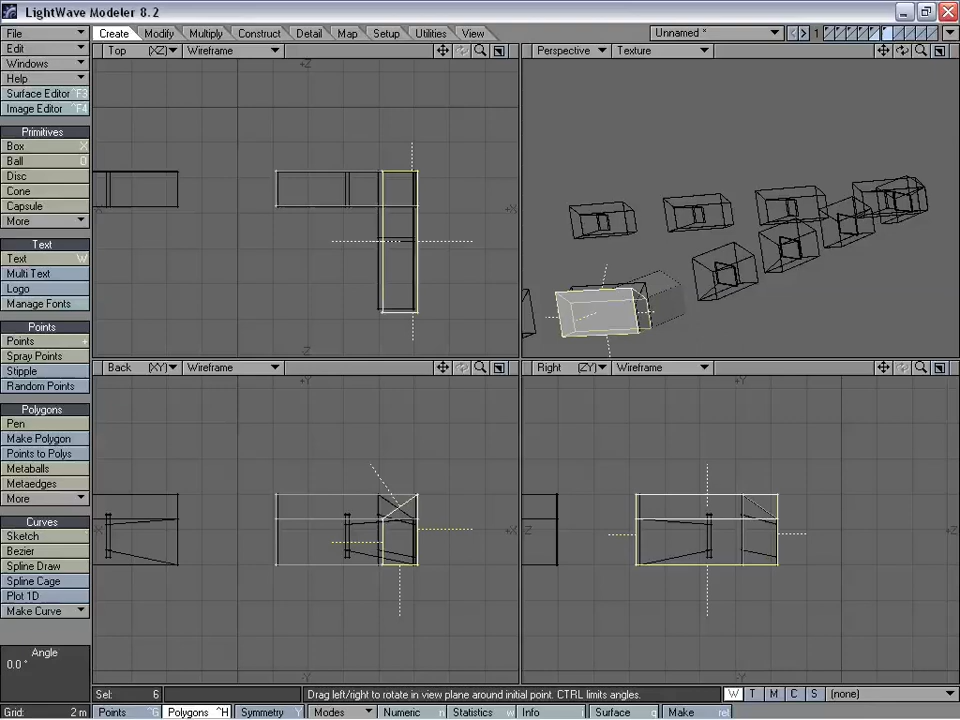 LightWave Modeler 8.2
File Create Modify Multiply Construct Detail Map Setup Utilities View Unnamed * 1
Edit Top (XZ) Wireframe Perspective Texture
Windows +Z
Help
Surface Editor ^F3
Image Editor ^F4
Primitives
Box X
Ball O
Disc
Cone
Capsule
More -X +X
Text
Text W
Multi Text
Logo
Manage Fonts
Points
Points +
Spray Points -Z
Stipple Back (XY) Wireframe Right (ZY) Wireframe
Random Points +Y +Y
Polygons
Pen
Make Polygon
Points to Polys
Metaballs
Metaedges
More
Curves
Sketch -X +X -Z
Bezier
Spline Draw
Spline Cage
Plot 1D
Make Curve
Angle
0.0 °
-Y -Y
Sel: 6 Drag left/right to rotate in view plane around initial point. CTRL limits angles. W T M C S (none)
Grid: 2 m Points ^G Polygons ^H Symmetry Y Modes Numeric n Statistics w Info i Surface q Make ret